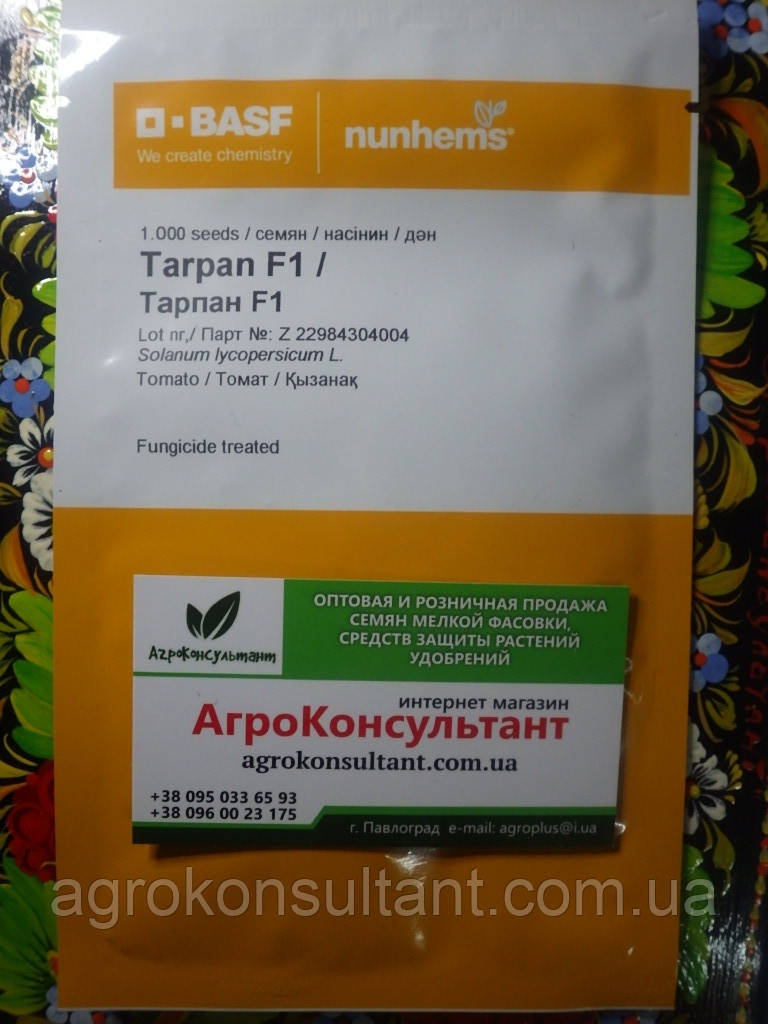 BASF
We create chemistry
nunhems®
1.000 seeds / семян / насінин / дән
Tarpan F1 /
Тарпан F1
Lot nr,/ Парт №: Z 22984304004
Solanum lycopersicum L.
Tomato / Томат / Қызанақ
Fungicide treated
АгроКонсультант
ОПТОВАЯ И РОЗНИЧНАЯ ПРОДАЖА
СЕМЯН МЕЛКОЙ ФАСОВКИ,
СРЕДСТВ ЗАЩИТЫ РАСТЕНИЙ
УДОБРЕНИЙ
интернет магазин
АгроКонсультант
agrokonsultant.com.ua
+38 095 033 65 93
+38 096 00 23 175
г. Павлоград e-mail: agroplus@i.ua
agrokonsultant.com.ua